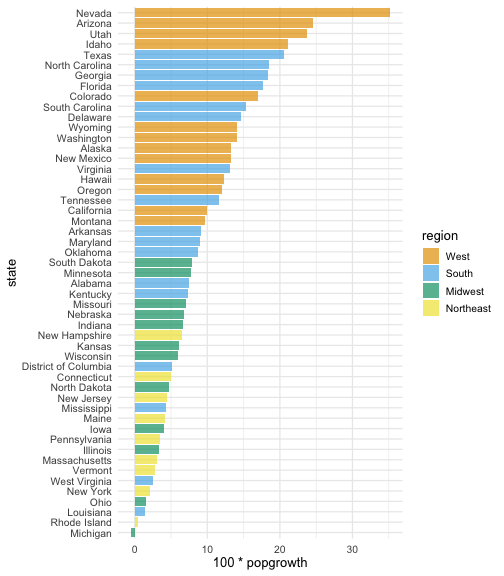 Nevada
Arizona
Utah
Idaho
Texas
North Carolina
Georgia
Florida
Colorado
South Carolina
Delaware
Wyoming
Washington
Alaska
New Mexico
Virginia
Hawaii
Oregon
Tennessee
California
Montana
Arkansas
Maryland
Oklahoma
South Dakota
Minnesota
Alabama
Kentucky
Missouri
Nebraska
Indiana
New Hampshire
Kansas
Wisconsin
District of Columbia
Connecticut
North Dakota
New Jersey
Mississippi
Maine
Iowa
Pennsylvania
Illinois
Massachusetts
Vermont
West Virginia
New York
Ohio
Louisiana
Rhode Island
Michigan
state
0 10 20 30
100 * popgrowth
region
West
South
Midwest
Northeast